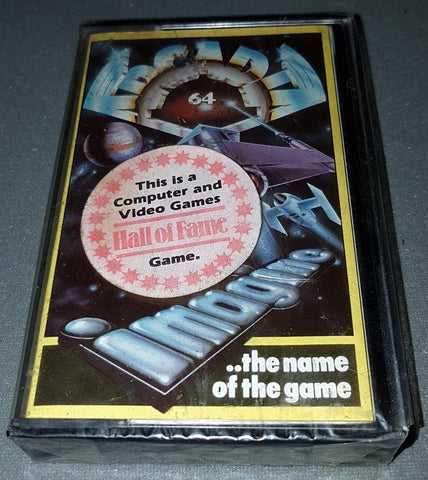 ARCADIA
64
This is a
Computer and
Video Games
Hall of Fame
Game.
imagine
..the name
of the game